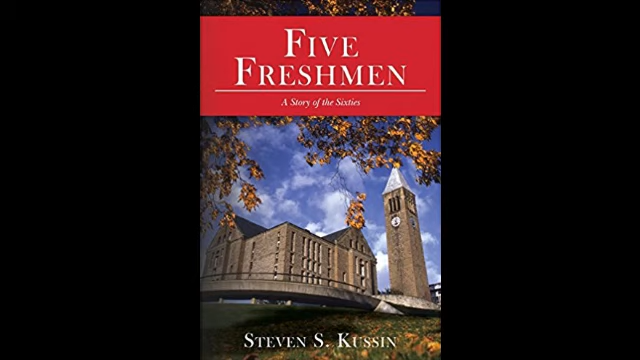 FIVE
FRESHMEN
A Story of the Sixties
STEVEN S. KUSSIN